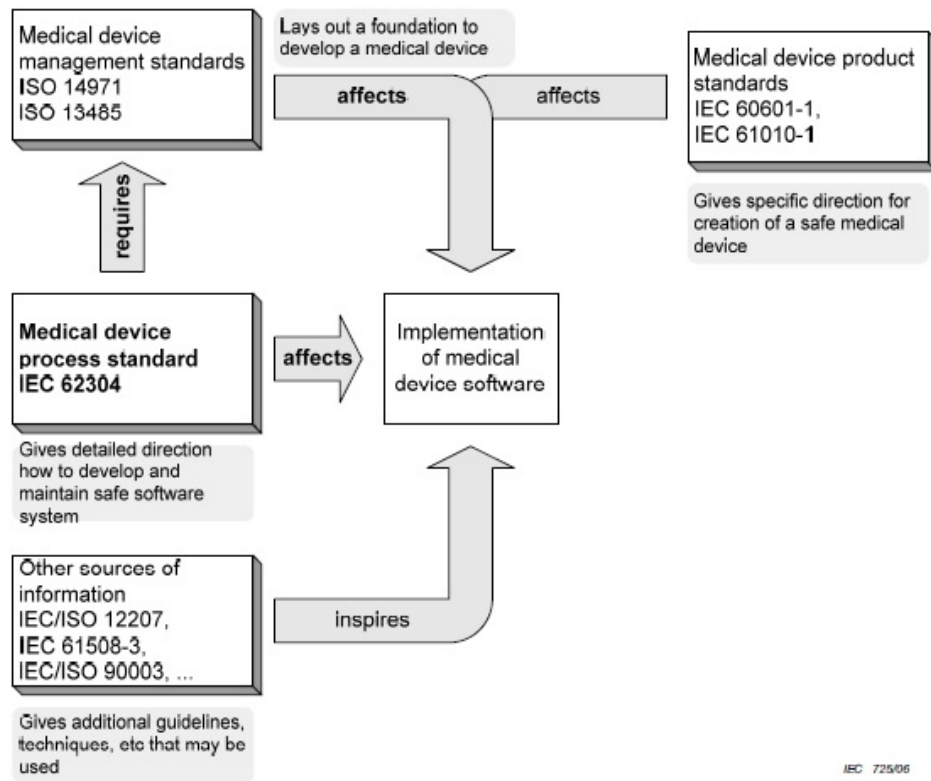 Medical device
management standards
ISO 14971
ISO 13485
Lays out a foundation to
develop a medical device
affects
affects
Medical device product
standards
IEC 60601-1,
IEC 61010-1
Gives specific direction for
creation of a safe medical
device
requires
Medical device
process standard
IEC 62304
affects
Implementation
of medical
device software
Gives detailed direction
how to develop and
maintain safe software
system
Other sources of
information
IEC/ISO 12207,
IEC 61508-3,
IEC/ISO 90003, ...
inspires
Gives additional guidelines,
techniques, etc that may be
used
IEC 725/06